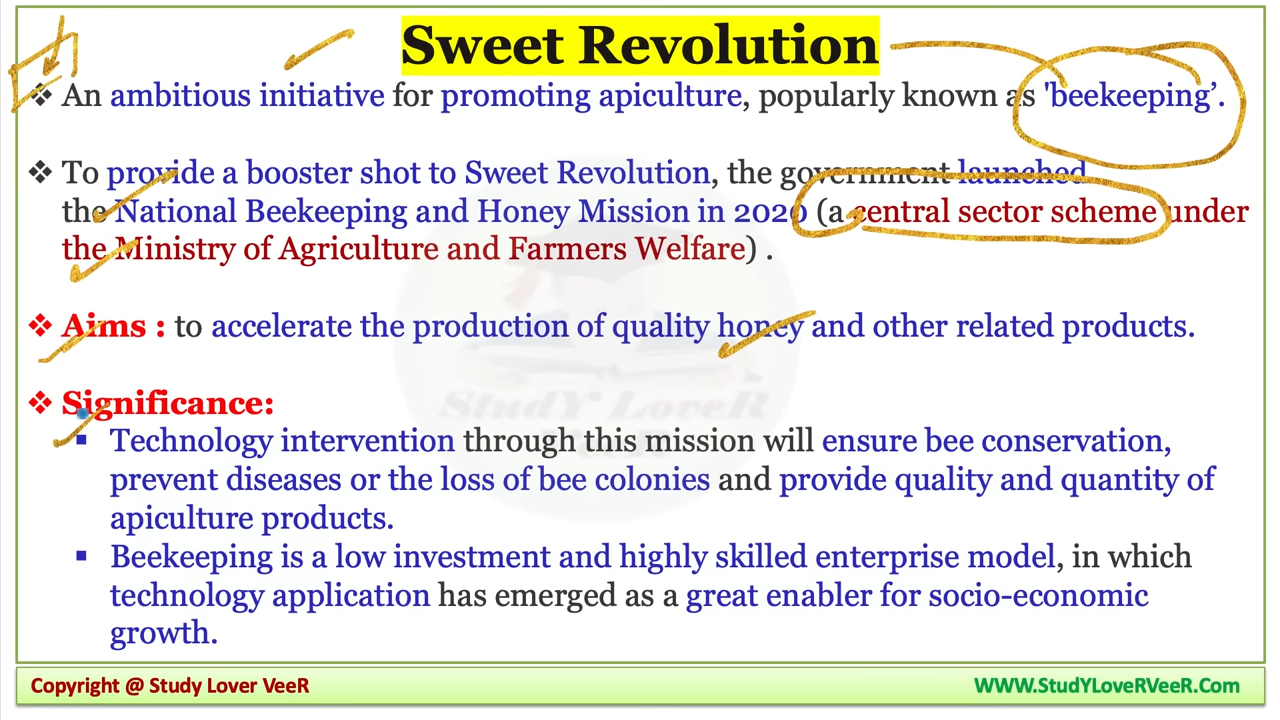 Sweet Revolution
❖ An ambitious initiative for promoting apiculture, popularly known as 'beekeeping’.
❖ To provide a booster shot to Sweet Revolution, the government launched
the National Beekeeping and Honey Mission in 2020 (a central sector scheme under
the Ministry of Agriculture and Farmers Welfare) .
❖ Aims : to accelerate the production of quality honey and other related products.
❖ Significance:
▪ Technology intervention through this mission will ensure bee conservation,
prevent diseases or the loss of bee colonies and provide quality and quantity of
apiculture products.
▪ Beekeeping is a low investment and highly skilled enterprise model, in which
technology application has emerged as a great enabler for socio-economic
growth.
StudY LoveR
VeeR
Copyright @ Study Lover VeeR
WWW.StudYLoveRVeeR.Com